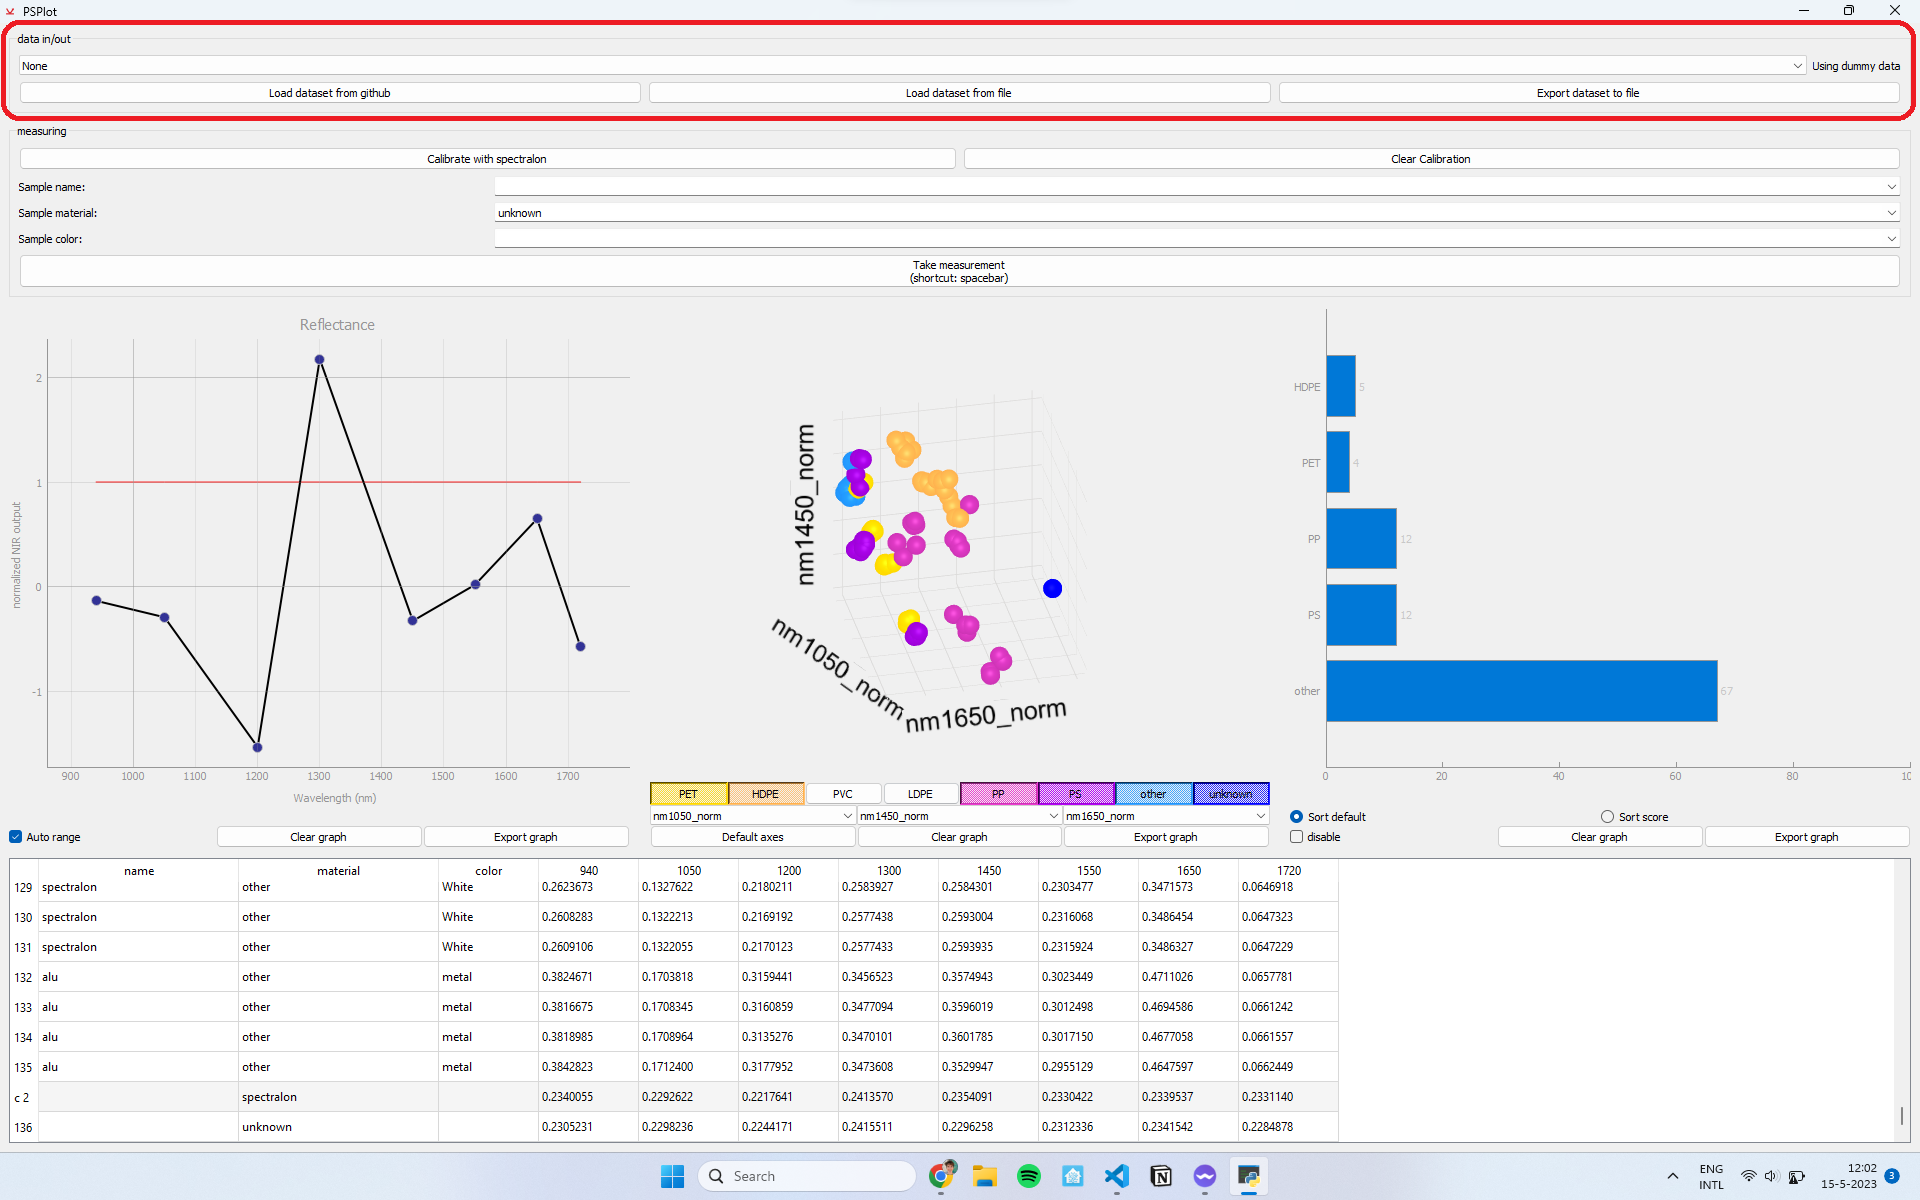 PSPlot
data in/out
None
Using dummy data
Load dataset from github
Load dataset from file
Export dataset to file
measuring
Calibrate with spectralon
Clear Calibration
Sample name:
Sample material:
unknown
Sample color:
Take measurement
(shortcut: spacebar)
Reflectance
2
1
0
-1
normalized NIR output
900 1000 1100 1200 1300 1400 1500 1600 1700
Wavelength (nm)
nm1450_norm
nm1050_norm
nm1650_norm
PET HDPE PVC LDPE PP PS other unknown
nm1050_norm nm1450_norm nm1650_norm
Default axes Clear graph Export graph
HDPE 5
PET 4
PP 12
PS 12
other 67
0 20 40 60 80
Sort default Sort score
disable Clear graph Export graph
Auto range Clear graph Export graph
name material color 940 1050 1200 1300 1450 1550 1650 1720
129 spectralon other White 0.2623673 0.1327622 0.2180211 0.2583927 0.2584301 0.2303477 0.3471573 0.0646918
130 spectralon other White 0.2608283 0.1322213 0.2169192 0.2577438 0.2593004 0.2316068 0.3486454 0.0647323
131 spectralon other White 0.2609106 0.1322055 0.2170123 0.2577433 0.2593935 0.2315924 0.3486327 0.0647229
132 alu other metal 0.3824671 0.1703818 0.3159441 0.3456523 0.3574943 0.3023449 0.4711026 0.0657781
133 alu other metal 0.3816675 0.1708345 0.3160859 0.3477094 0.3596019 0.3012498 0.4694586 0.0661242
134 alu other metal 0.3818985 0.1708964 0.3135276 0.3470101 0.3601785 0.3017150 0.4677058 0.0661557
135 alu other metal 0.3842823 0.1712400 0.3177952 0.3473608 0.3529947 0.2955129 0.4647597 0.0662449
c 2 spectralon 0.2340055 0.2292622 0.2217641 0.2413570 0.2354091 0.2330422 0.2339537 0.2331140
136 unknown 0.2305231 0.2298236 0.2244171 0.2415511 0.2296258 0.2312336 0.2341542 0.2284878
Search
ENG
INTL
12:02
15-5-2023
3